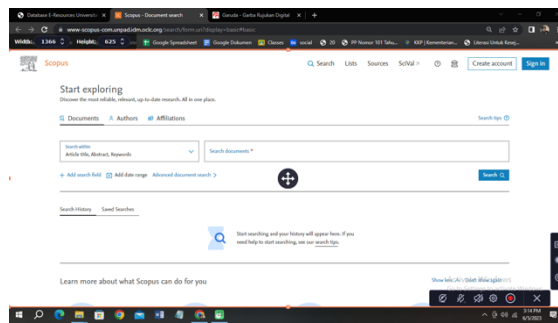 Database E-Resources Universit
Scopus - Document search
Garuda - Garba Rujukan Digital
www-scopus-com.unpad.idm.oclc.org/search/form.uri?display=basic#basic
Width: 1366 Height: 625
Google Spreadsheet Google Dokumen Classes social 20 PP Nomor 101 Tahu... KKP | Kementerian... Literasi Untuk Kesej...
Scopus
Search Lists Sources SciVal Create account Sign in
Start exploring
Discover the most reliable, relevant, up-to-date research. All in one place.
Documents Authors Affiliations Search tips
Search within
Article title, Abstract, Keywords
Search documents *
+ Add search field Add date range Advanced document search > Search
Search History Saved Searches
Start searching and your history will appear here. If you
need help to start searching, see our search tips.
Learn more about what Scopus can do for you
3:14 PM
6/5/2023